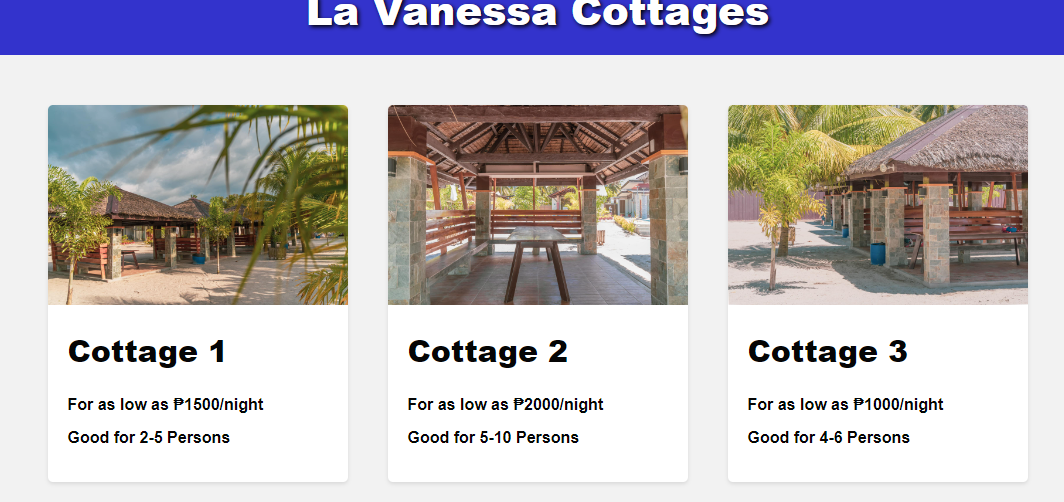 La Vanessa Cottages
Cottage 1
For as low as ₱1500/night
Good for 2-5 Persons
Cottage 2
For as low as ₱2000/night
Good for 5-10 Persons
Cottage 3
For as low as ₱1000/night
Good for 4-6 Persons